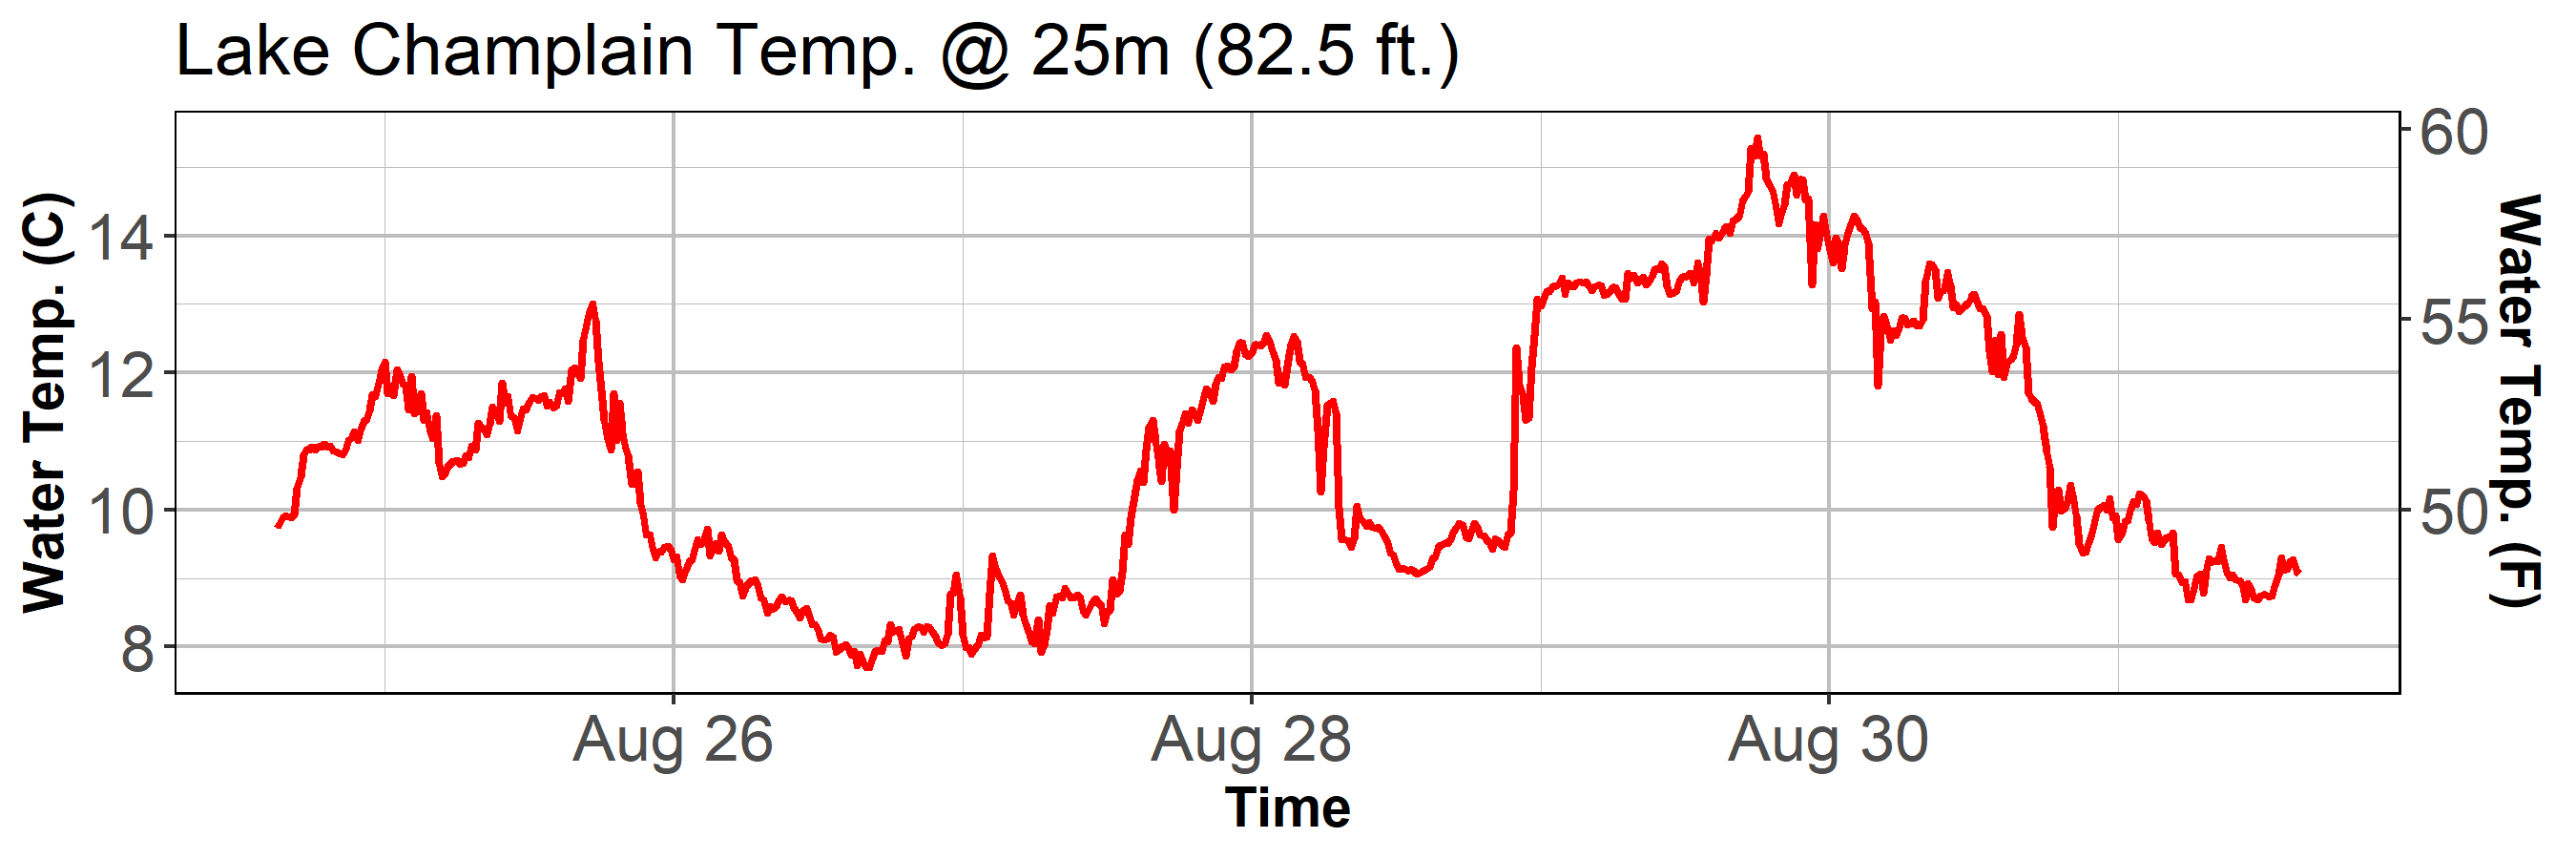 Lake Champlain Temp. @ 25m (82.5 ft.)
Water Temp. (C)
14
12
10
8
60
55
50
Water Temp. (F)
Aug 26
Aug 28
Aug 30
Time